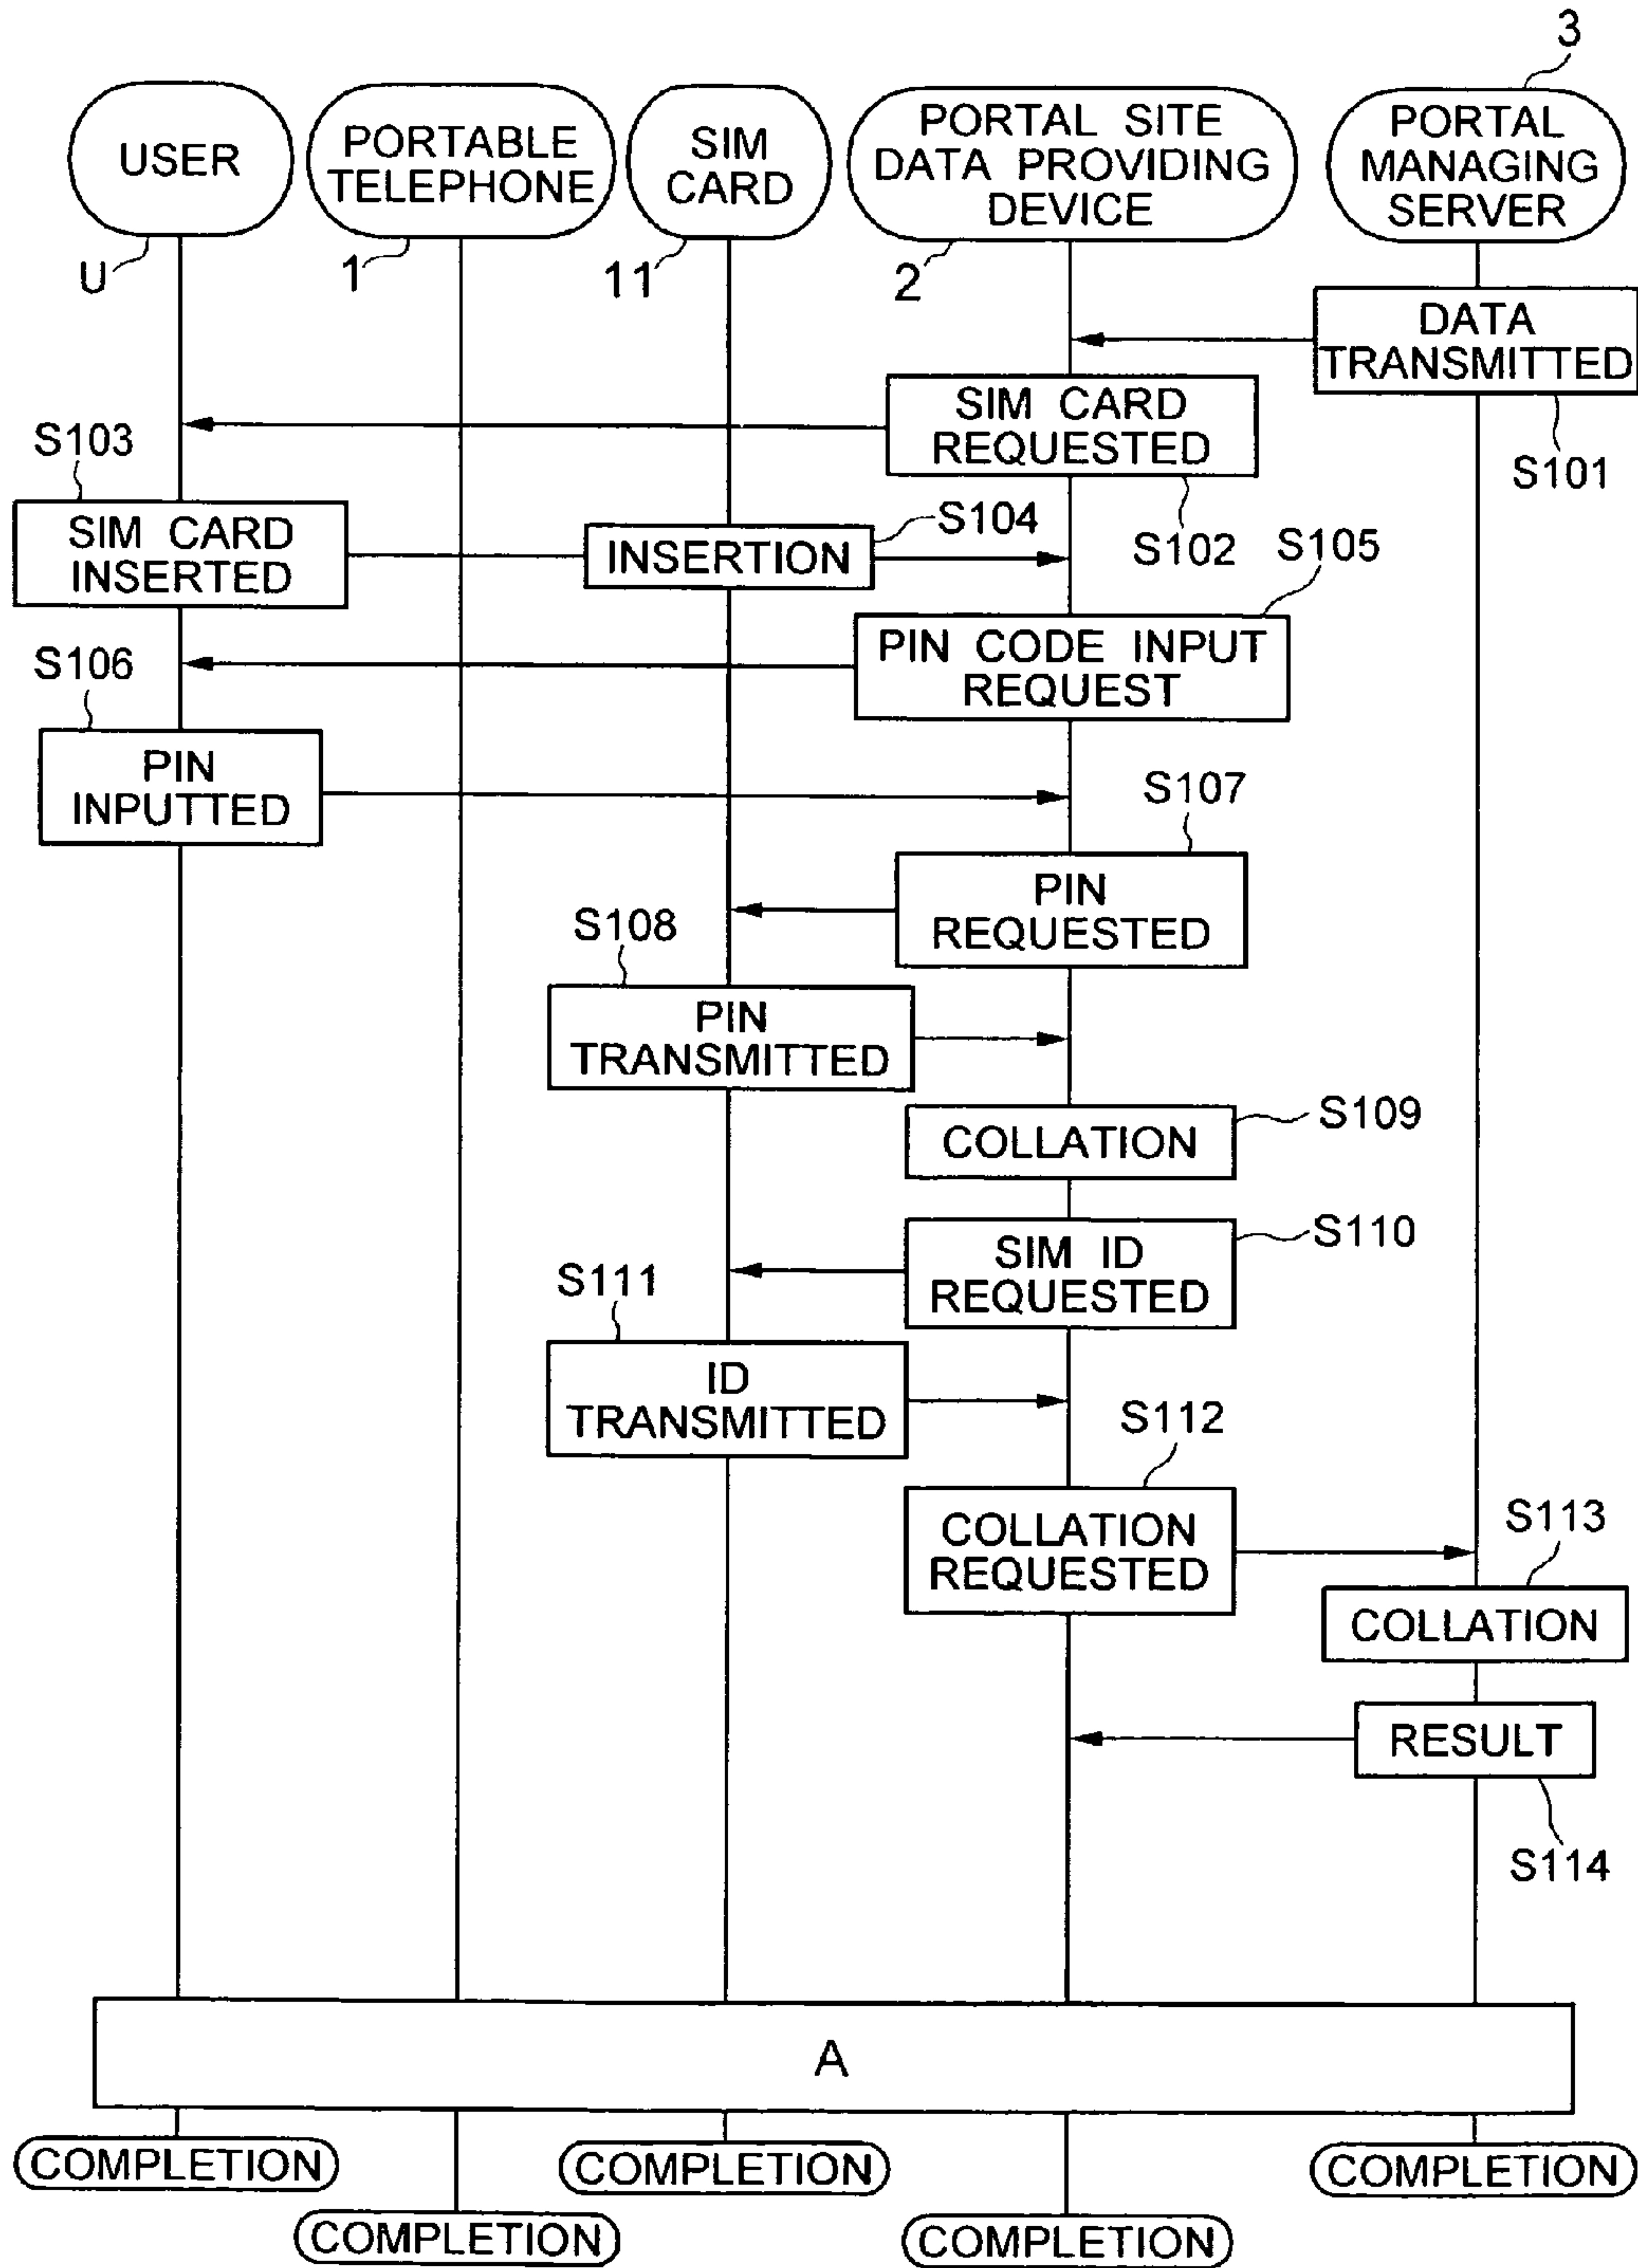 3
USER
PORTABLE
TELEPHONE
SIM
CARD
PORTAL SITE
DATA PROVIDING
DEVICE
PORTAL
MANAGING
SERVER
U
1
11
2
DATA
TRANSMITTED
S101
SIM CARD
REQUESTED
S102
S103
SIM CARD
INSERTED
INSERTION
S104
S105
PIN CODE INPUT
REQUEST
S106
PIN
INPUTTED
S107
PIN
REQUESTED
S108
PIN
TRANSMITTED
COLLATION
S109
SIM ID
REQUESTED
S110
S111
ID
TRANSMITTED
S112
COLLATION
REQUESTED
S113
COLLATION
RESULT
S114
A
COMPLETION
COMPLETION
COMPLETION
COMPLETION
COMPLETION